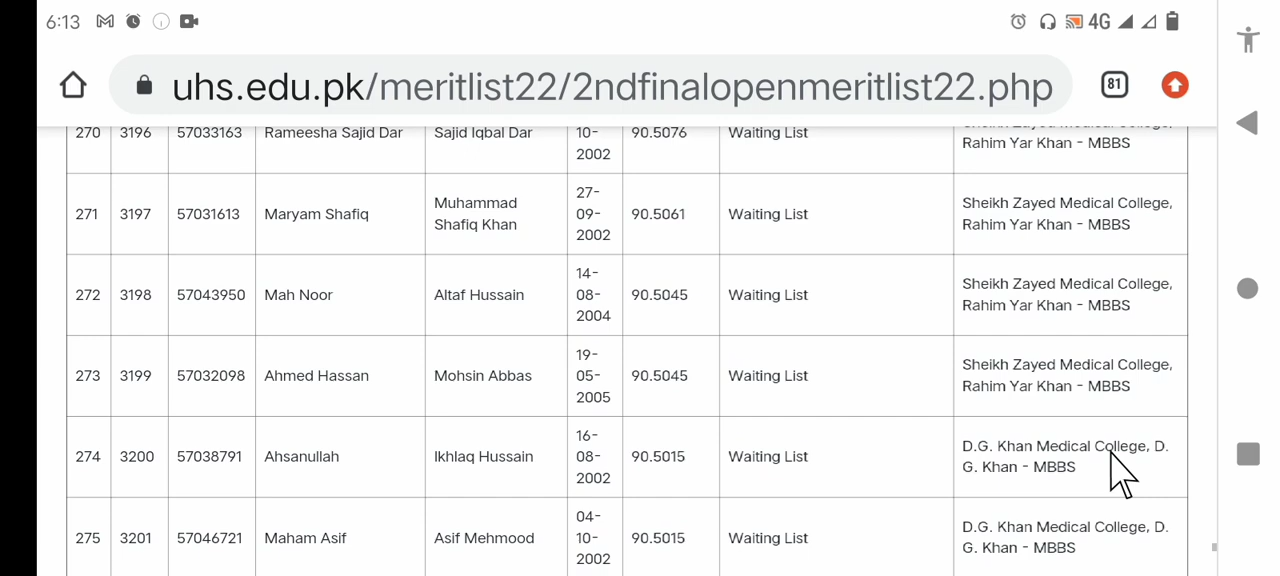 6:13 4G
uhs.edu.pk/meritlist22/2ndfinalopenmeritlist22.php 81
270 3196 57033163 Rameesha Sajid Dar Sajid Iqbal Dar 10- 90.5076 Waiting List Sheikh Zayed Medical College,
2002 Rahim Yar Khan - MBBS
27-
271 3197 57031613 Maryam Shafiq Muhammad 09- 90.5061 Waiting List Sheikh Zayed Medical College,
Shafiq Khan 2002 Rahim Yar Khan - MBBS
14-
272 3198 57043950 Mah Noor Altaf Hussain 08- 90.5045 Waiting List Sheikh Zayed Medical College,
2004 Rahim Yar Khan - MBBS
19-
273 3199 57032098 Ahmed Hassan Mohsin Abbas 05- 90.5045 Waiting List Sheikh Zayed Medical College,
2005 Rahim Yar Khan - MBBS
16-
274 3200 57038791 Ahsanullah Ikhlaq Hussain 08- 90.5015 Waiting List D.G. Khan Medical College, D.
2002 G. Khan - MBBS
04-
275 3201 57046721 Maham Asif Asif Mehmood 10- 90.5015 Waiting List D.G. Khan Medical College, D.
2002 G. Khan - MBBS